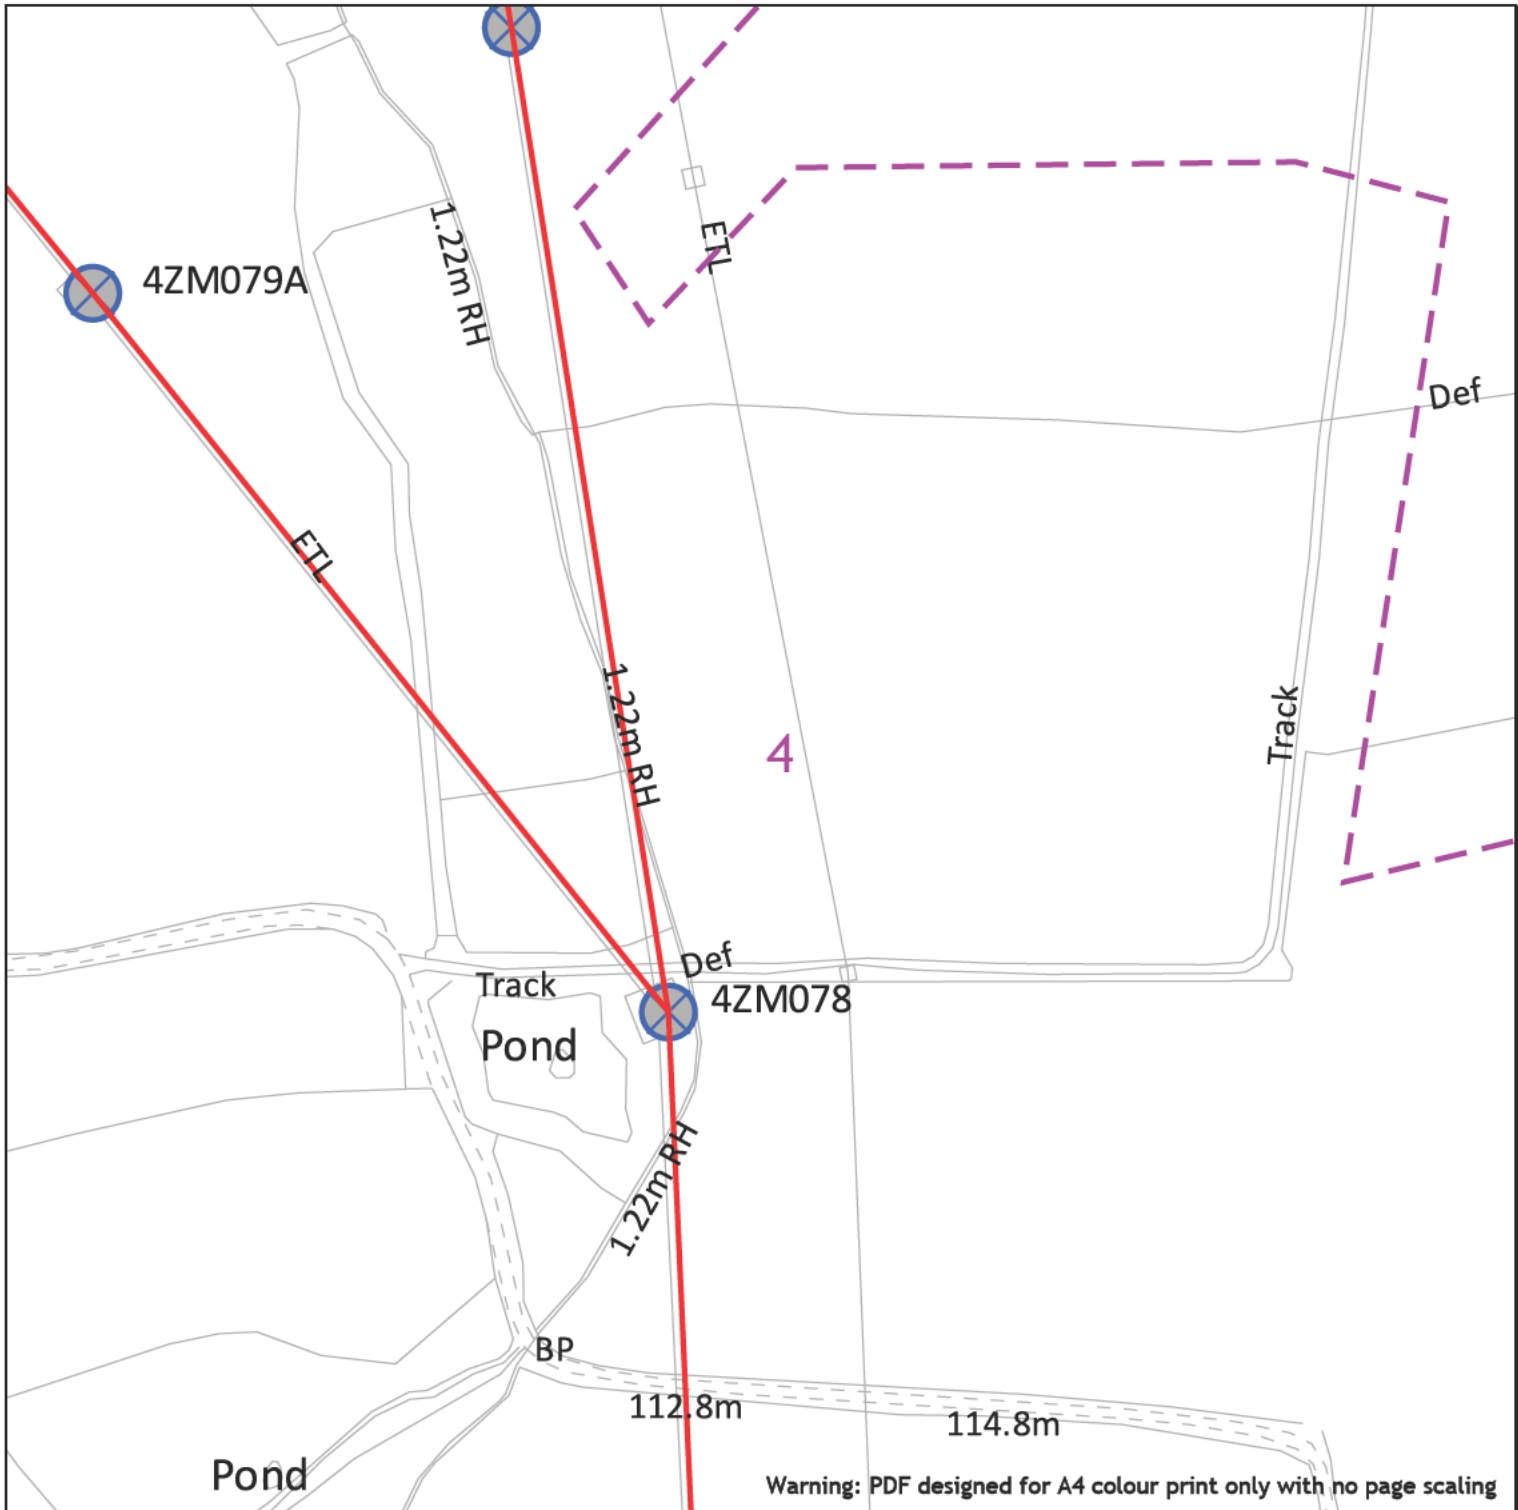 1.22m RH
ETL
4ZM079A
Def
ETL
1.22m RH
4
Track
Def
Track
4ZM078
Pond
1.22m RH
BP
112.8m
114.8m
Pond
Warning: PDF designed for A4 colour print only with no page scaling